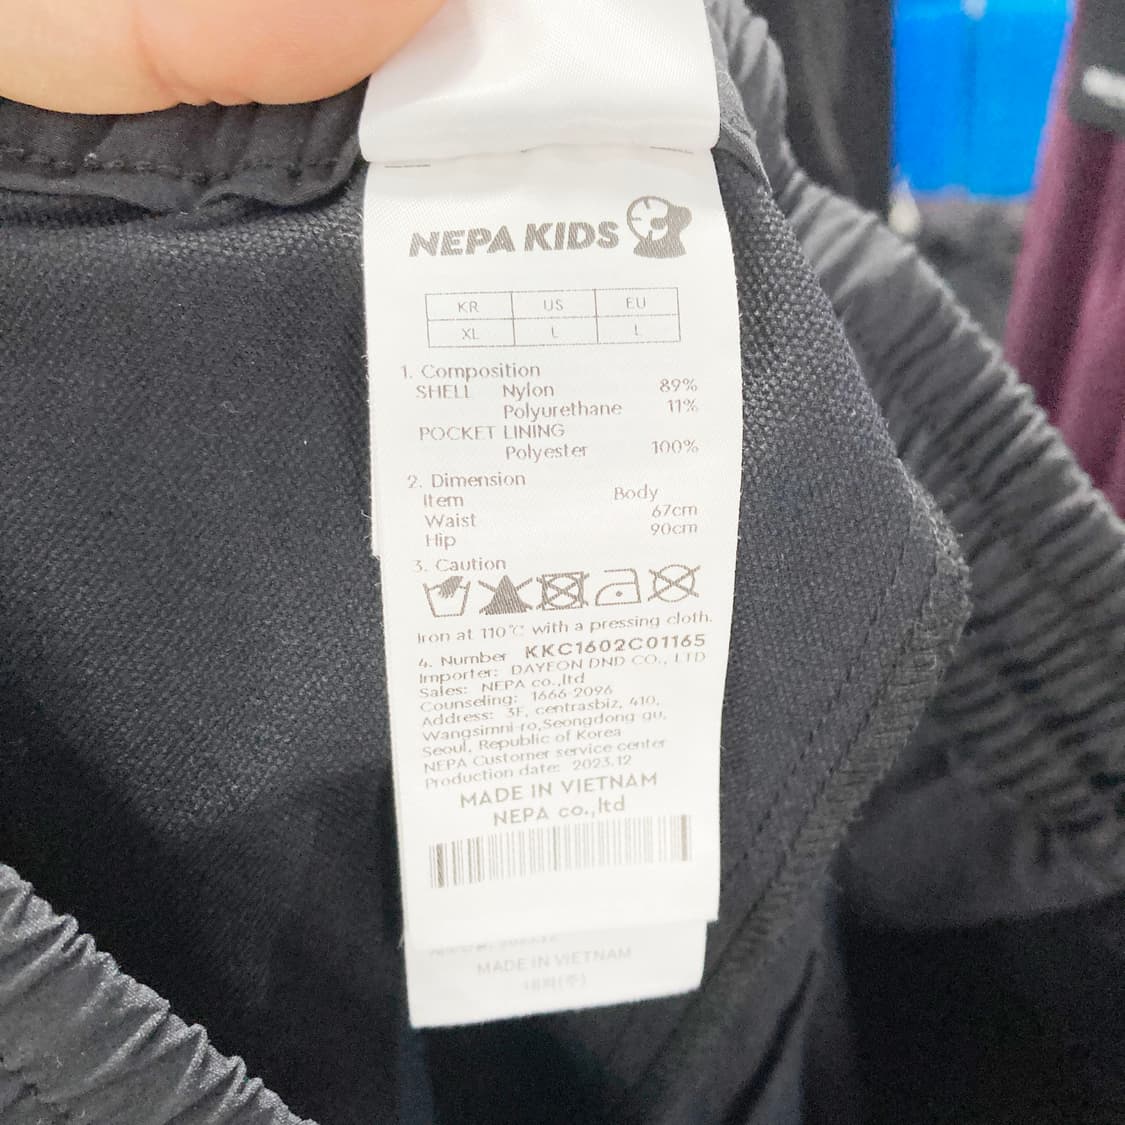 NEPA KIDS
KR US EU
XL L L
1. Composition
SHELL Nylon 89%
Polyurethane 11%
POCKET LINING
Polyester 100%
2. Dimension
Item Body
Waist 67cm
Hip 90cm
3. Caution
Iron at 110℃ with a pressing cloth.
4. Number KKC1602C01165
Importer: DAYEON DND CO., LTD
Sales: NEPA co.,ltd
Counseling: 1666-2096
Address: 3F, centrasbiz, 410,
Wangsimni-ro,Seongdong-gu,
Seoul, Republic of Korea
NEPA Customer service center
Production date: 2023.12
MADE IN VIETNAM
NEPA co.,ltd
MADE IN VIETNAM
네파(주)